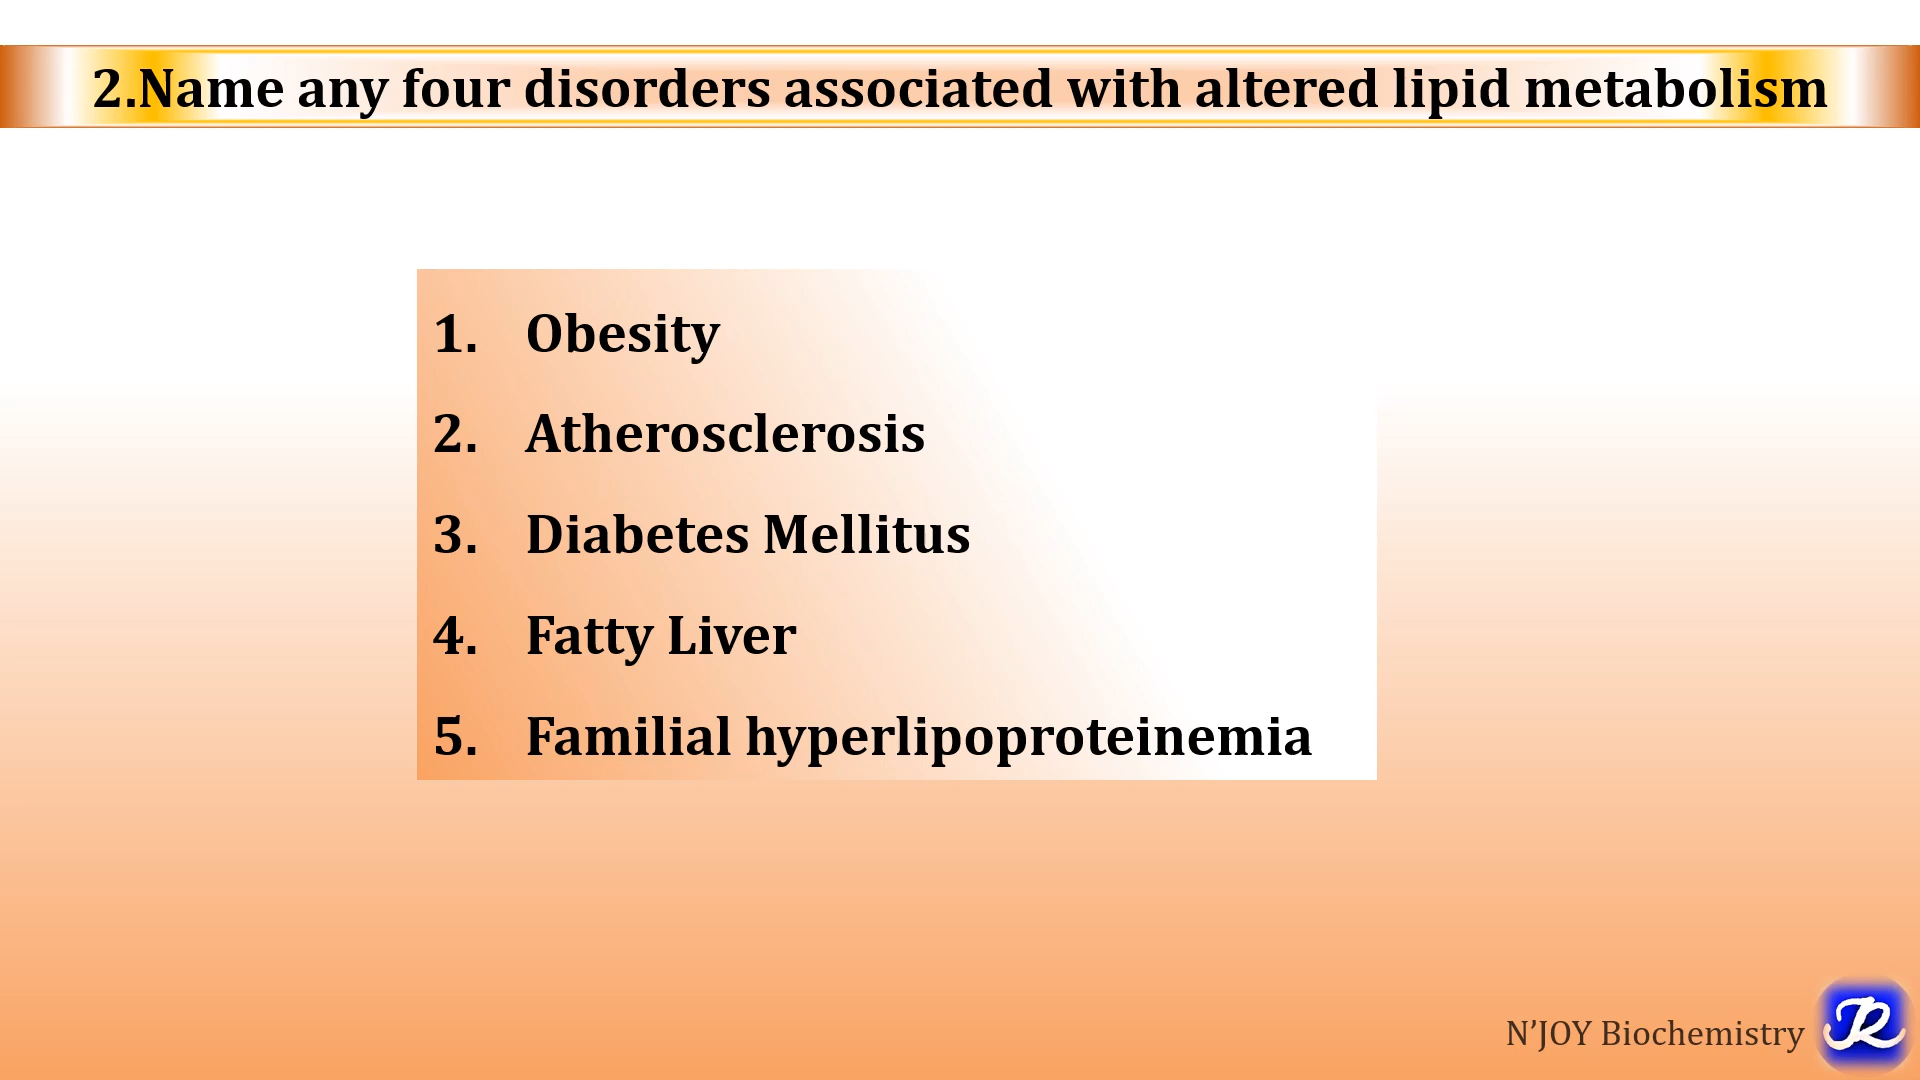 2.Name any four disorders associated with altered lipid metabolism
1. Obesity
2. Atherosclerosis
3. Diabetes Mellitus
4. Fatty Liver
5. Familial hyperlipoproteinemia
N’JOY Biochemistry
JR